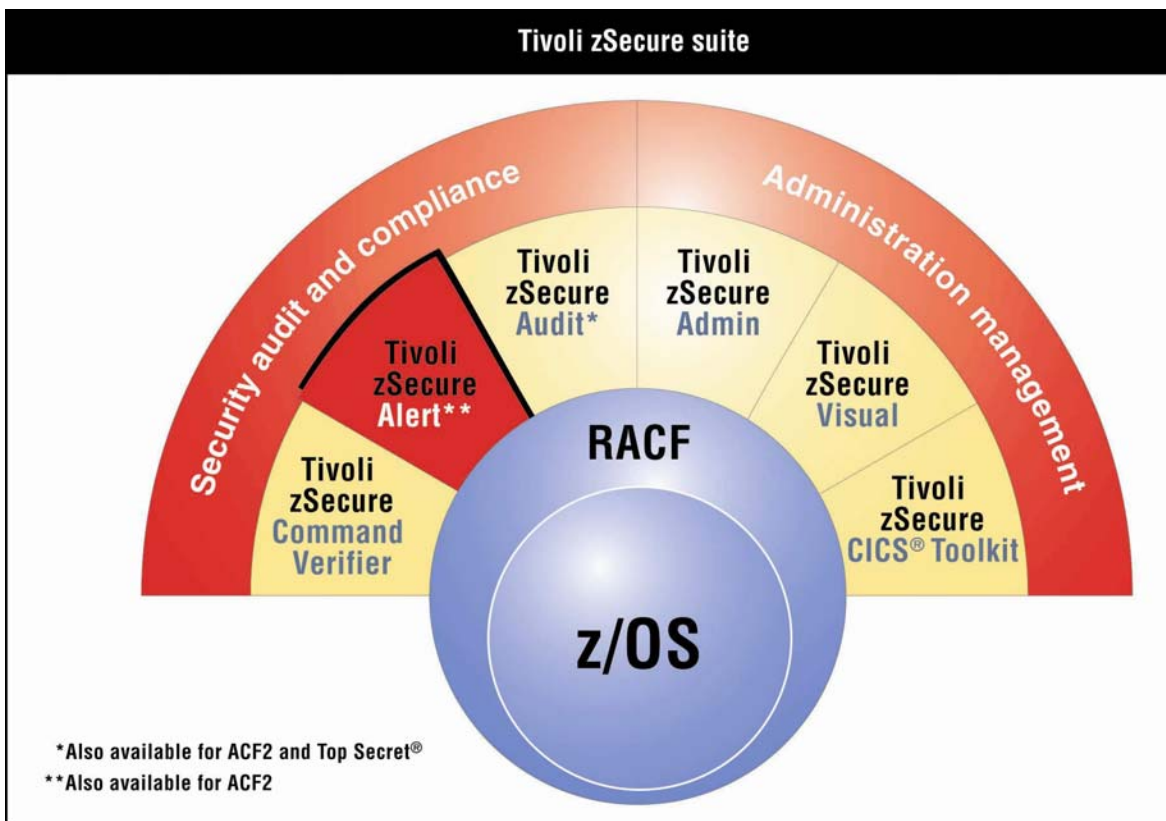 Tivoli zSecure suite
Security audit and compliance
Administration management
Tivoli
zSecure
Command
Verifier
Tivoli
zSecure
Alert**
Tivoli
zSecure
Audit*
Tivoli
zSecure
Admin
Tivoli
zSecure
Visual
Tivoli
zSecure
CICS® Toolkit
RACF
z/OS
*Also available for ACF2 and Top Secret®
**Also available for ACF2